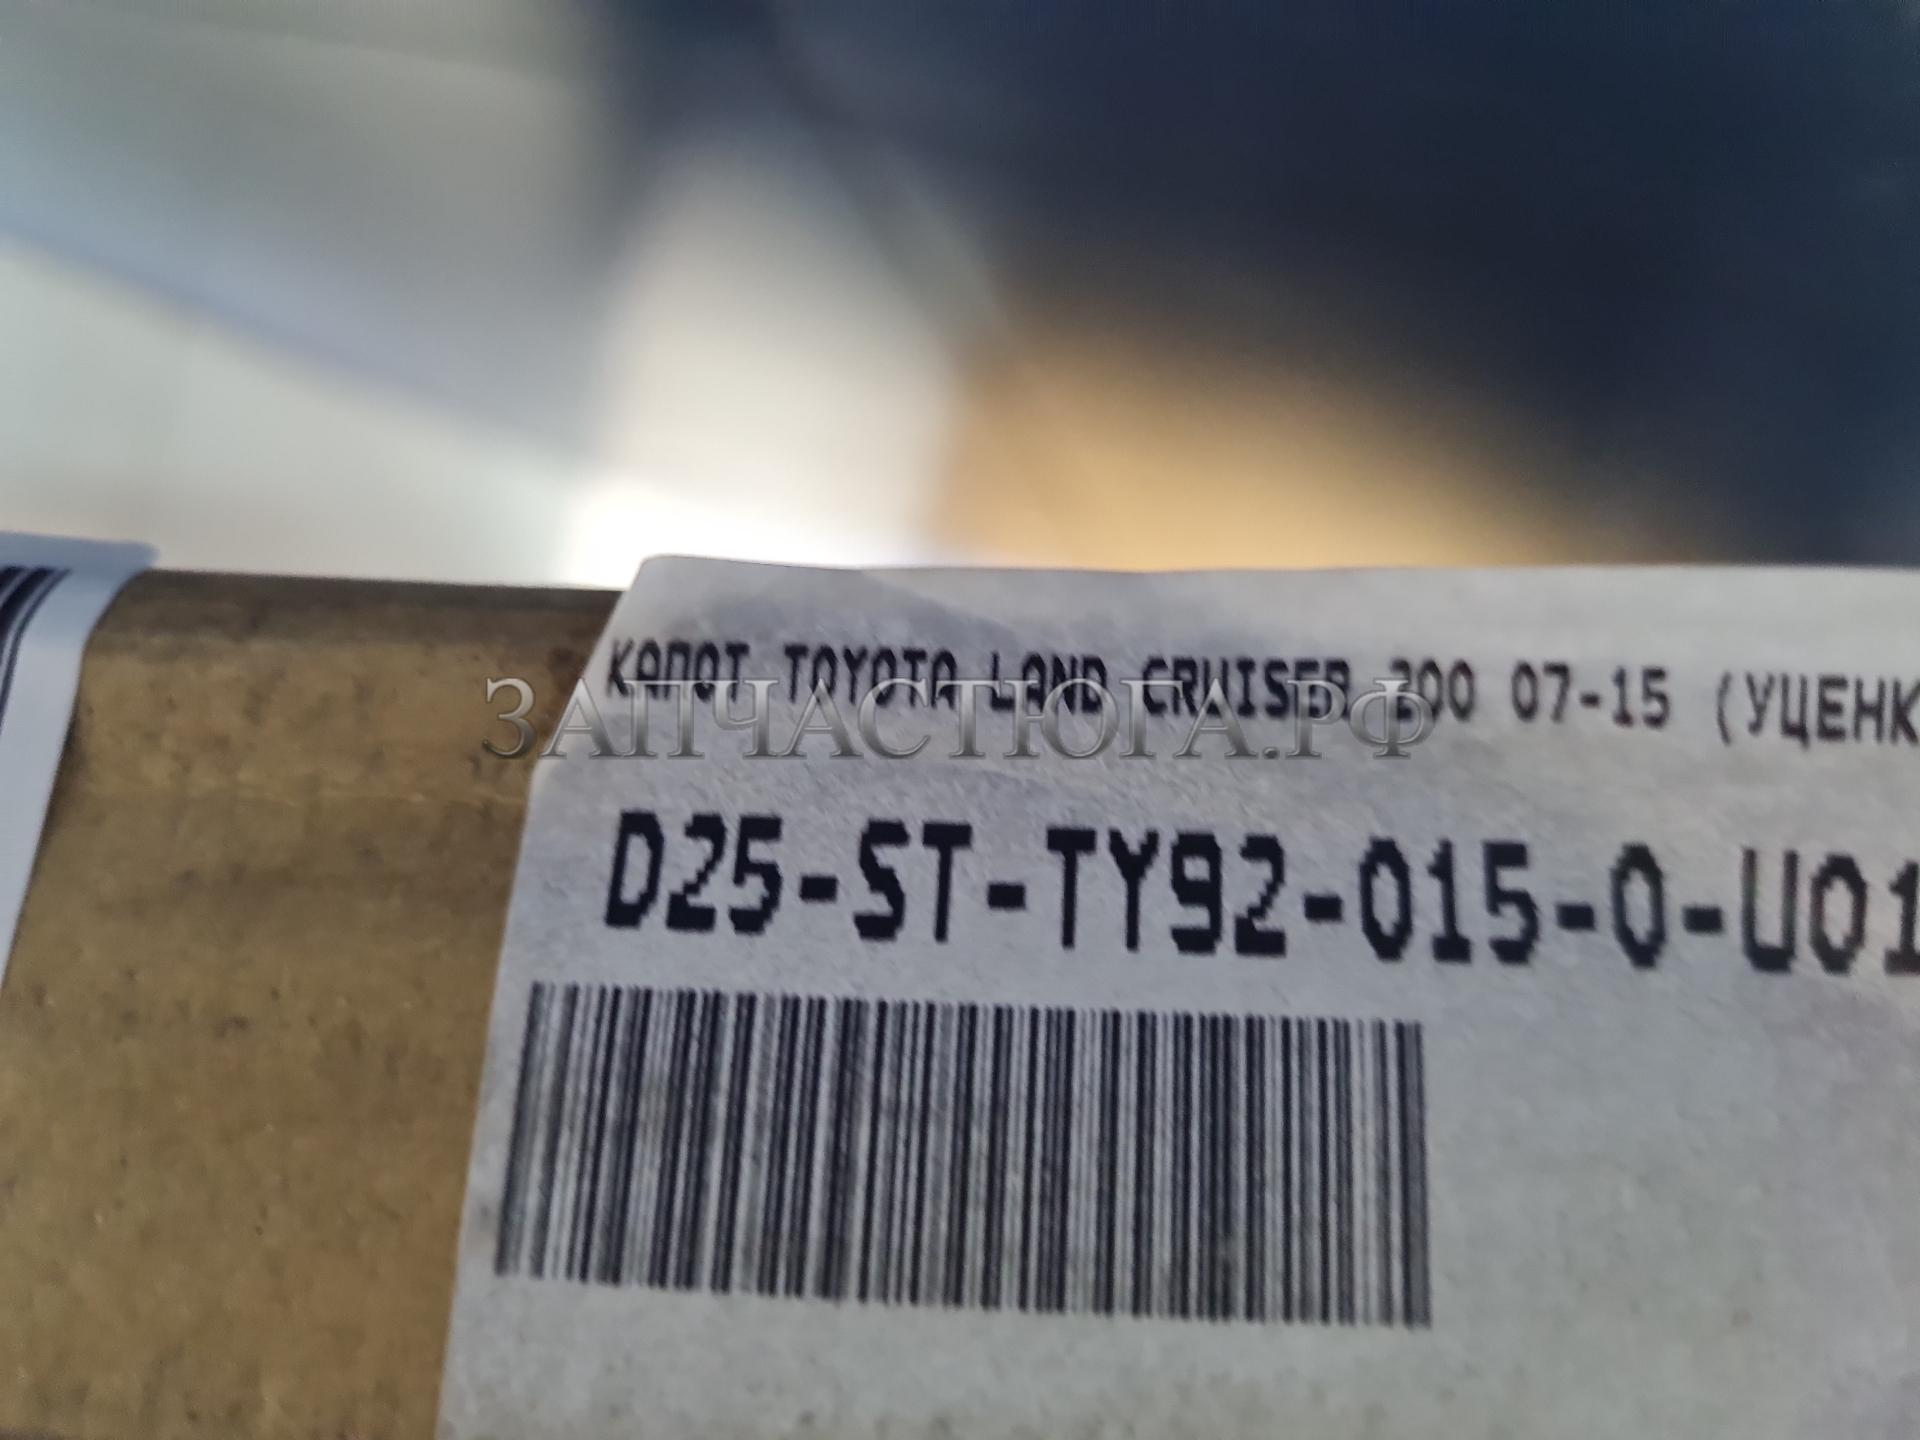 КАПОТ TOYOTA LAND CRUISER 200 07-15 (УЦЕНК
ЗАПЧАСТЮГА.РФ
D25-ST-TY92-015-0-U01